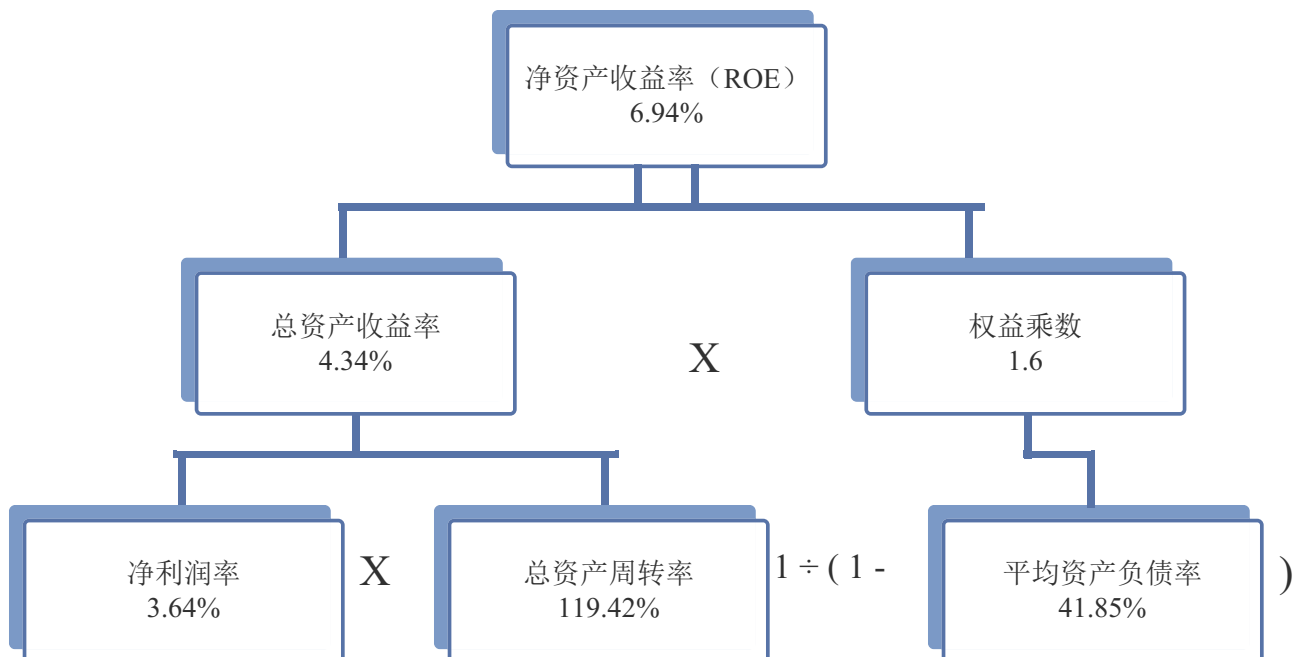 净资产收益率（ROE）
6.94%
总资产收益率
4.34%
X
权益乘数
1.6
净利润率
3.64%
X
总资产周转率
119.42%
1 ÷ ( 1 -
平均资产负债率
41.85%
)